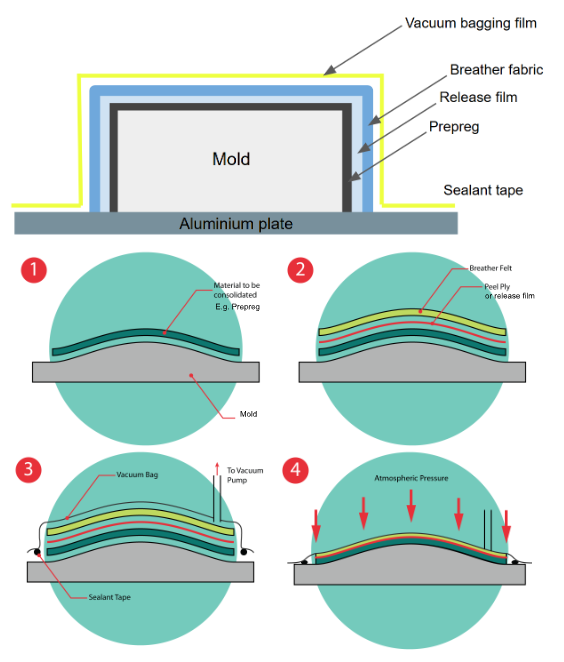 Vacuum bagging film
Breather fabric
Release film
Prepreg
Mold
Sealant tape
Aluminium plate
1
Material to be
consolidated
E.g. Prepreg
Mold
2
Breather Felt
Peel Ply
or release film
3
Vacuum Bag
To Vacuum
Pump
Sealant Tape
4
Atmospheric Pressure